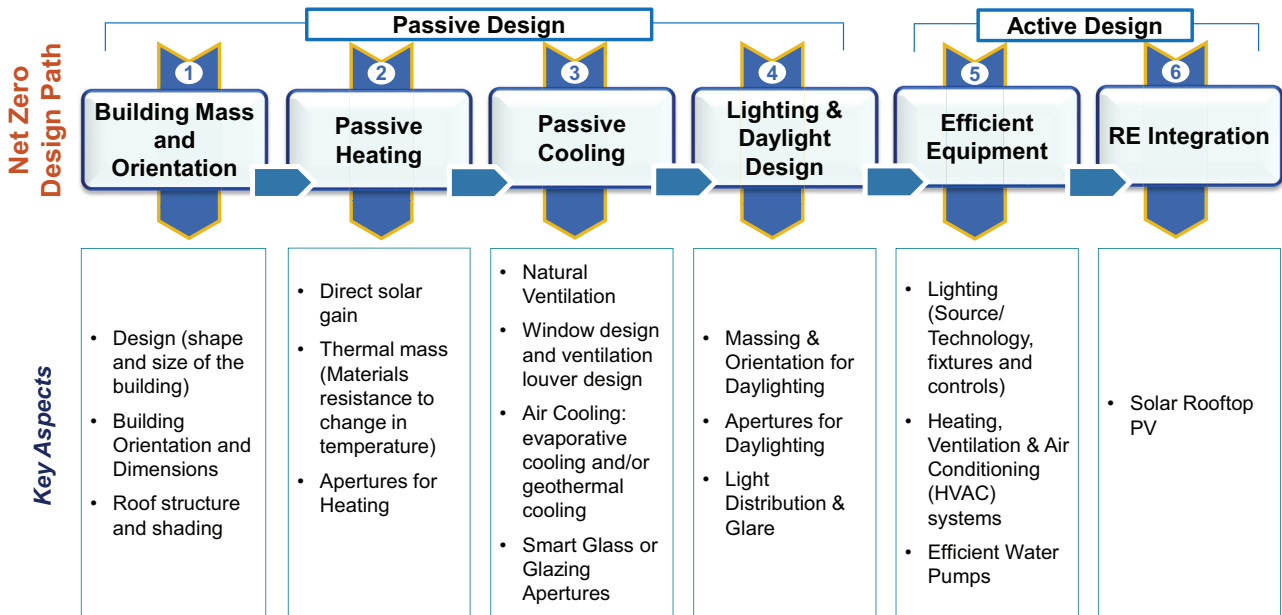 Passive Design
Active Design
Net Zero
Design Path
1
Building Mass
and
Orientation
2
Passive
Heating
3
Passive
Cooling
4
Lighting &
Daylight
Design
5
Efficient
Equipment
6
RE Integration
Key Aspects
• Design (shape
and size of the
building)
• Building
Orientation and
Dimensions
• Roof structure
and shading
• Direct solar
gain
• Thermal mass
(Materials
resistance to
change in
temperature)
• Apertures for
Heating
• Natural
Ventilation
• Window design
and ventilation
louver design
• Air Cooling:
evaporative
cooling and/or
geothermal
cooling
• Smart Glass or
Glazing
Apertures
• Massing &
Orientation for
Daylighting
• Apertures for
Daylighting
• Light
Distribution &
Glare
• Lighting
(Source/
Technology,
fixtures and
controls)
• Heating,
Ventilation & Air
Conditioning
(HVAC)
systems
• Efficient Water
Pumps
• Solar Rooftop
PV